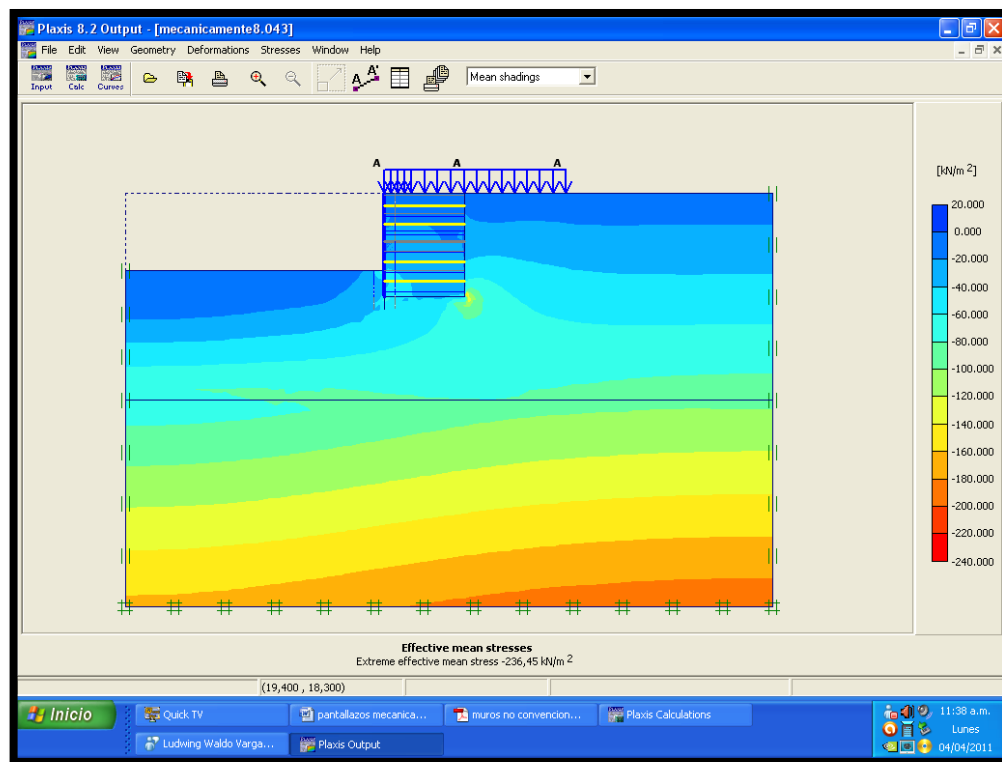 Plaxis 8.2 Output - [mecanicamente8.043]
File Edit View Geometry Deformations Stresses Window Help
Input Calc Curves A A* Mean shadings
A A A
[kN/m 2]
20.000
0.000
-20.000
-40.000
-60.000
-80.000
-100.000
-120.000
-140.000
-160.000
-180.000
-200.000
-220.000
-240.000
Effective mean stresses
Extreme effective mean stress -236,45 kN/m 2
(19,400 , 18,300)
Inicio Quick TV pantallazos mecanica... muros no convencion... Plaxis Calculations 11:38 a.m.
Lunes
Ludwing Waldo Varga... Plaxis Output 04/04/2011